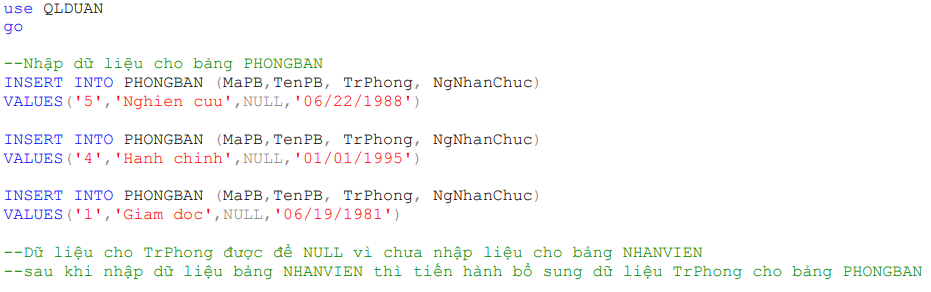 use QLDUAN
go
--Nhập dữ liệu cho bảng PHONGBAN
INSERT INTO PHONGBAN (MaPB,TenPB, TrPhong, NgNhanChuc)
VALUES('5','Nghien cuu',NULL,'06/22/1988')
INSERT INTO PHONGBAN (MaPB,TenPB, TrPhong, NgNhanChuc)
VALUES('4','Hanh chinh',NULL,'01/01/1995')
INSERT INTO PHONGBAN (MaPB,TenPB, TrPhong, NgNhanChuc)
VALUES('1','Giam doc',NULL,'06/19/1981')
--Dữ liệu cho TrPhong được để NULL vì chưa nhập liệu cho bảng NHANVIEN
--sau khi nhập dữ liệu bảng NHANVIEN thì tiến hành bổ sung dữ liệu TrPhong cho bảng PHONGBAN